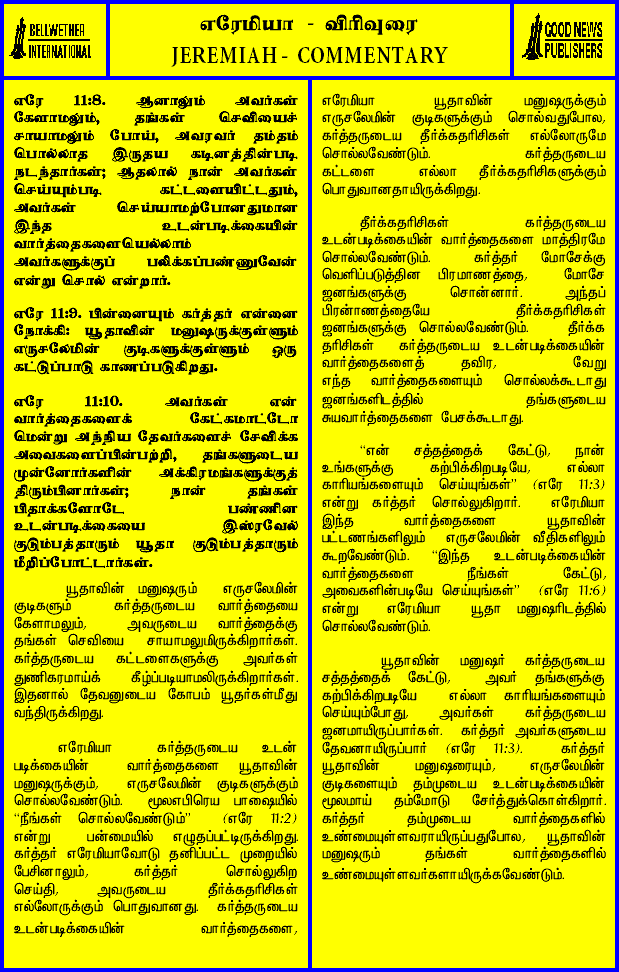 BELLWETHER
INTERNATIONAL
எரேமியா - விரிவுரை
JEREMIAH - COMMENTARY
GOOD NEWS
PUBLISHERS
எரே 11:8. ஆனாலும் அவர்கள்
கேளாமலும், தங்கள் செவியைச்
சாயாமலும் போய், அவரவர் தம்தம்
பொல்லாத இருதய கடினத்தின்படி
நடந்தார்கள்; ஆதலால் நான் அவர்கள்
செய்யும்படி கட்டளையிட்டதும்,
அவர்கள் செய்யாமற்போனதுமான
இந்த உடன்படிக்கையின்
வார்த்தைகளையெல்லாம்
அவர்களுக்குப் பலிக்கப்பண்ணுவேன்
என்று சொல் என்றார்.
எரே 11:9. பின்னையும் கர்த்தர் என்னை
நோக்கி: யூதாவின் மனுஷருக்குள்ளும்
எருசலேமின் குடிகளுக்குள்ளும் ஒரு
கட்டுப்பாடு காணப்படுகிறது.
எரே 11:10. அவர்கள் என்
வார்த்தைகளைக் கேட்கமாட்டோ
மென்று அந்நிய தேவர்களைச் சேவிக்க
அவைகளைப்பின்பற்றி, தங்களுடைய
முன்னோர்களின் அக்கிரமங்களுக்குத்
திரும்பினார்கள்; நான் தங்கள்
பிதாக்களோடே பண்ணின
உடன்படிக்கையை இஸ்ரவேல்
குடும்பத்தாரும் யூதா குடும்பத்தாரும்
மீறிப்போட்டார்கள்.
யூதாவின் மனுஷரும் எருசலேமின்
குடிகளும் கர்த்தருடைய வார்த்தையை
கேளாமலும், அவருடைய வார்த்தைக்கு
தங்கள் செவியை சாயாமலுமிருக்கிறார்கள்.
கர்த்தருடைய கட்டளைகளுக்கு அவர்கள்
துணிகரமாய்க் கீழ்ப்படியாமலிருக்கிறார்கள்.
இதனால் தேவனுடைய கோபம் யூதர்கள்மீது
வந்திருக்கிறது.
எரேமியா கர்த்தருடைய உடன்
படிக்கையின் வார்த்தைகளை யூதாவின்
மனுஷருக்கும், எருசலேமின் குடிகளுக்கும்
சொல்லவேண்டும். மூலஎபிரெய பாஷையில்
“நீங்கள் சொல்லவேண்டும்” (எரே 11:2)
என்று பன்மையில் எழுதப்பட்டிருக்கிறது.
கர்த்தர் எரேமியாவோடு தனிப்பட்ட முறையில்
பேசினாலும், கர்த்தர் சொல்லுகிற
செய்தி, அவருடைய தீர்க்கதரிசிகள்
எல்லோருக்கும் பொதுவானது. கர்த்தருடைய
உடன்படிக்கையின் வார்த்தைகளை,
எரேமியா யூதாவின் மனுஷருக்கும்
எருசலேமின் குடிகளுக்கும் சொல்வதுபோல,
கர்த்தருடைய தீர்க்கதரிசிகள் எல்லோருமே
சொல்லவேண்டும். கர்த்தருடைய
கட்டளை எல்லா தீர்க்கதரிசிகளுக்கும்
பொதுவானதாயிருக்கிறது.
தீர்க்கதரிசிகள் கர்த்தருடைய
உடன்படிக்கையின் வார்த்தைகளை மாத்திரமே
சொல்லவேண்டும். கர்த்தர் மோசேக்கு
வெளிப்படுத்தின பிரமாணத்தை, மோசே
ஜனங்களுக்கு சொன்னார். அந்தப்
பிரன்ாணத்தையே தீர்க்கதரிசிகள்
ஜனங்களுக்கு சொல்லவேண்டும். தீர்க்க
தரிசிகள் கர்த்தருடைய உடன்படிக்கையின்
வார்த்தைகளைத் தவிர, வேறு
எந்த வார்த்தைகளையும் சொல்லக்கூடாது
ஜனங்களிடத்தில் தங்களுடைய
சுயவார்த்தைகளை பேசக்கூடாது.
“என் சத்தத்தைக் கேட்டு, நான்
உங்களுக்கு கற்பிக்கிறபடியே, எல்லா
காரியங்களையும் செய்யுங்கள்” (எரே 11:3)
என்று கர்த்தர் சொல்லுகிறார். எரேமியா
இந்த வார்த்தைகளை யூதாவின்
பட்டணங்களிலும் எருசலேமின் வீதிகளிலும்
கூறவேண்டும். “இந்த உடன்படிக்கையின்
வார்த்தைகளை நீங்கள் கேட்டு,
அவைகளின்படியே செய்யுங்கள்” (எரே 11:6)
என்று எரேமியா யூதா மனுஷரிடத்தில்
சொல்லவேண்டும்.
யூதாவின் மனுஷர் கர்த்தருடைய
சத்தத்தைக் கேட்டு, அவர் தங்களுக்கு
கற்பிக்கிறபடியே எல்லா காரியங்களையும்
செய்யும்போது, அவர்கள் கர்த்தருடைய
ஜனமாயிருப்பார்கள். கர்த்தர் அவர்களுடைய
தேவனாயிருப்பார் (எரே 11:3). கர்த்தர்
யூதாவின் மனுஷரையும், எருசலேமின்
குடிகளையும் தம்முடைய உடன்படிக்கையின்
மூலமாய் தம்மோடு சேர்த்துக்கொள்கிறார்.
கர்த்தர் தம்முடைய வார்த்தைகளில்
உண்மையுள்ளவராயிருப்பதுபோல, யூதாவின்
மனுஷரும் தங்கள் வார்த்தைகளில்
உண்மையுள்ளவர்களாயிருக்கவேண்டும்.